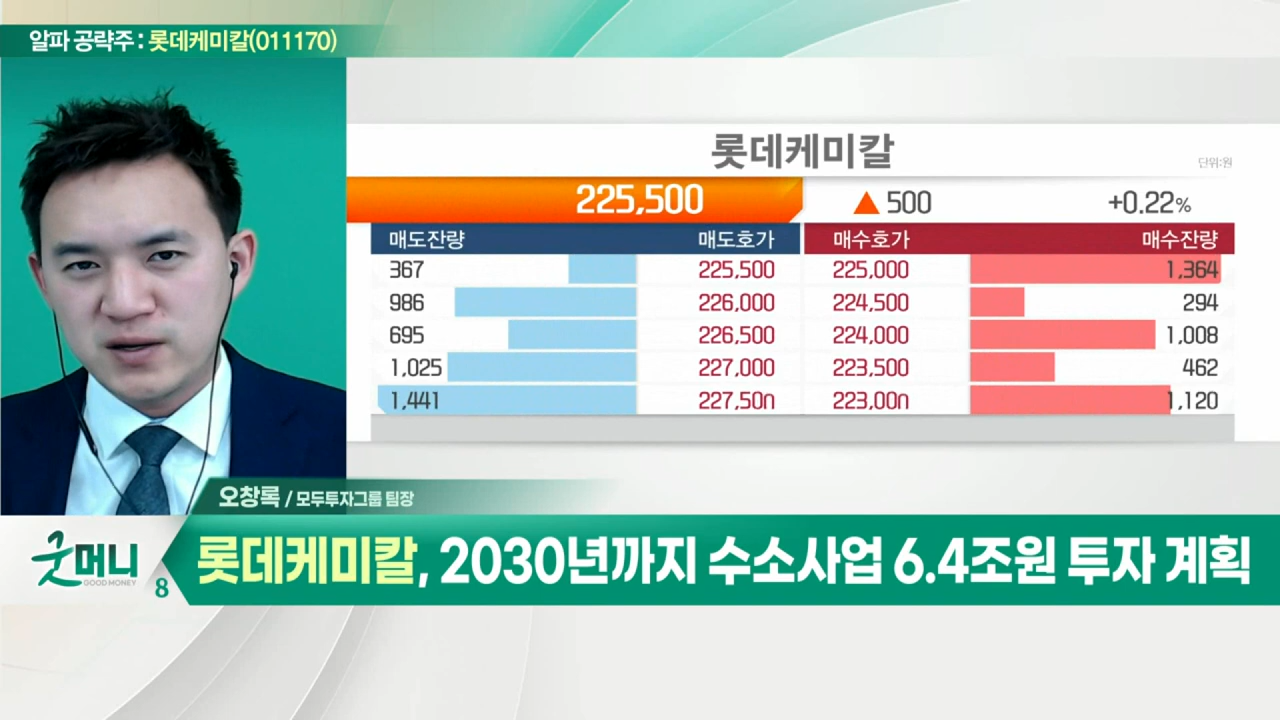 알파 공략주 : 롯데케미칼(011170)
롯데케미칼
단위:원
225,500 ▲ 500 +0.22%
매도잔량 매도호가 매수호가 매수잔량
367 225,500 225,000 1,364
986 226,000 224,500 294
695 226,500 224,000 1,008
1,025 227,000 223,500 462
1,441 227,50n 223,00n 1,120
오창록 / 모두투자그룹 팀장
굿머니
GOOD MONEY
8
롯데케미칼, 2030년까지 수소사업 6.4조원 투자 계획